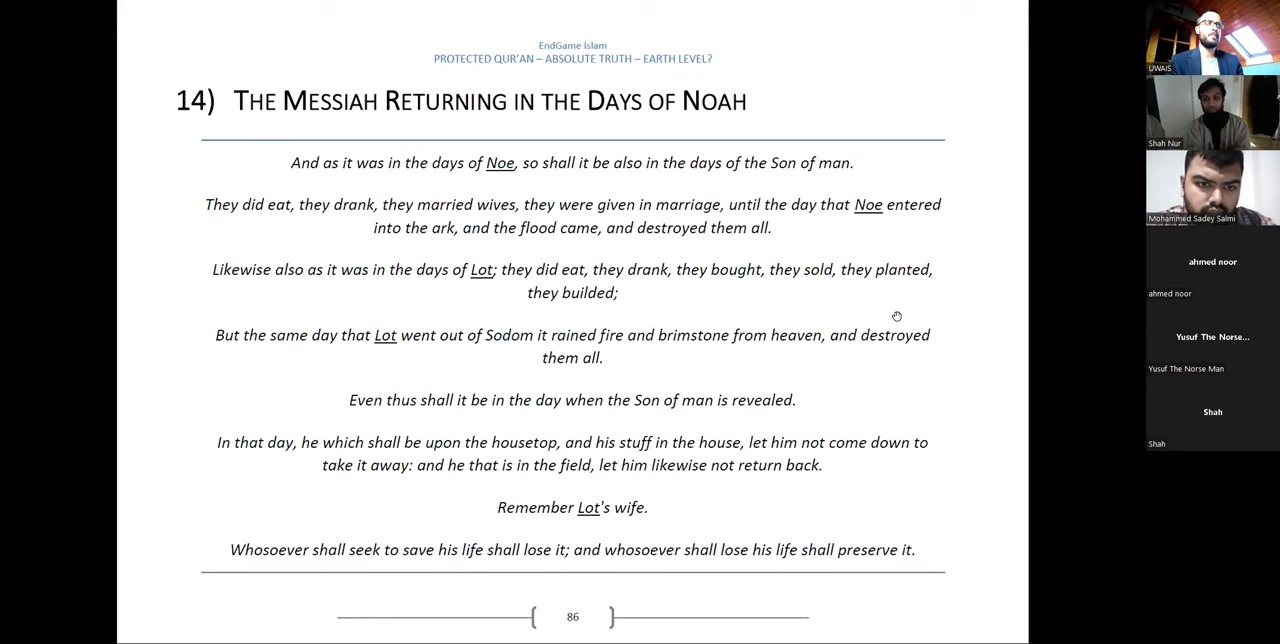 EndGame Islam
PROTECTED QUR'AN – ABSOLUTE TRUTH – EARTH LEVEL?
14) THE MESSIAH RETURNING IN THE DAYS OF NOAH
And as it was in the days of Noe, so shall it be also in the days of the Son of man.
They did eat, they drank, they married wives, they were given in marriage, until the day that Noe entered
into the ark, and the flood came, and destroyed them all.
Likewise also as it was in the days of Lot; they did eat, they drank, they bought, they sold, they planted,
they builded;
But the same day that Lot went out of Sodom it rained fire and brimstone from heaven, and destroyed
them all.
Even thus shall it be in the day when the Son of man is revealed.
In that day, he which shall be upon the housetop, and his stuff in the house, let him not come down to
take it away: and he that is in the field, let him likewise not return back.
Remember Lot's wife.
Whosoever shall seek to save his life shall lose it; and whosoever shall lose his life shall preserve it.
86
UWAIS
Shah Nur
Mohammed Sadey Salmi
ahmed noor
ahmed noor
Yusuf The Norse...
Yusuf The Norse Man
Shah
Shah